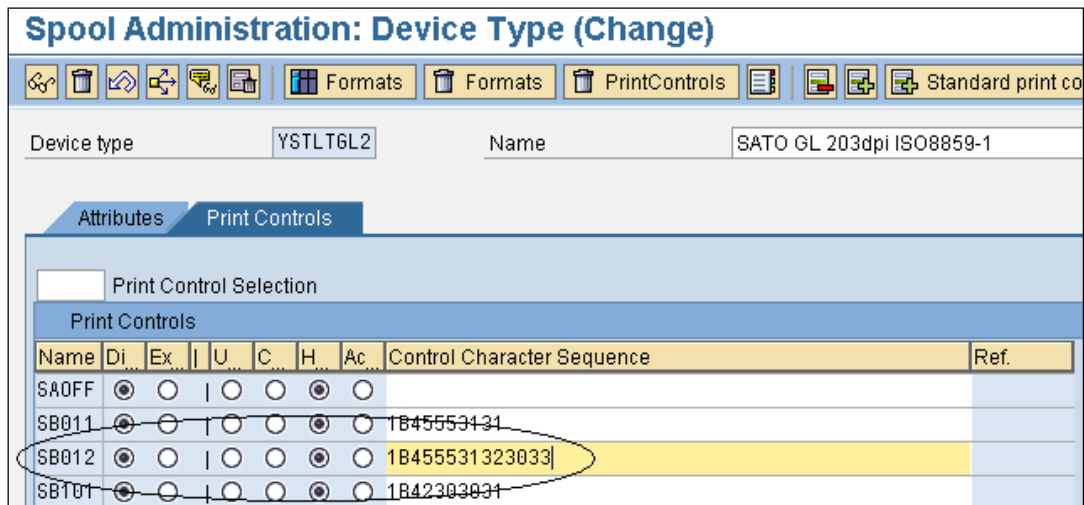 Spool Administration: Device Type (Change)
Formats Formats PrintControls Standard print co
Device type YSTLTGL2 Name SATO GL 203dpi ISO8859-1
Attributes Print Controls
Print Control Selection
Print Controls
Name Di... Ex... I U... C... H... Ac... Control Character Sequence Ref.
SAOFF
SB011 1B45553131
SB012 1B455531323033
SB101 1B42303031